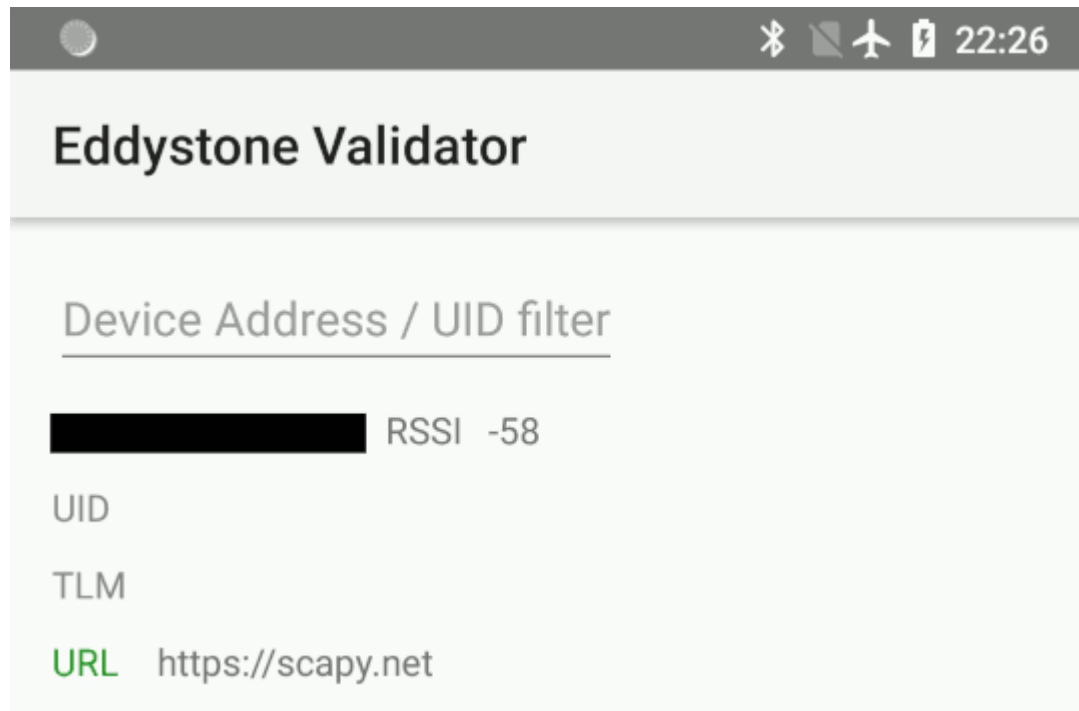 22:26
Eddystone Validator
Device Address / UID filter
RSSI -58
UID
TLM
URL https://scapy.net